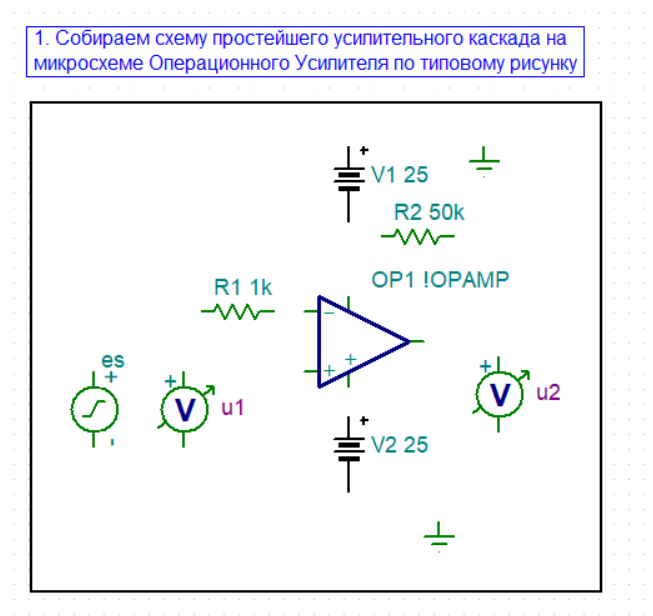 1. Собираем схему простейшего усилительного каскада на
микросхеме Операционного Усилителя по типовому рисунку
+
V1 25
R2 50k
OP1 !OPAMP
R1 1k
−
+
+
es
+
-
+
V
u1
+
V
u2
+
V2 25